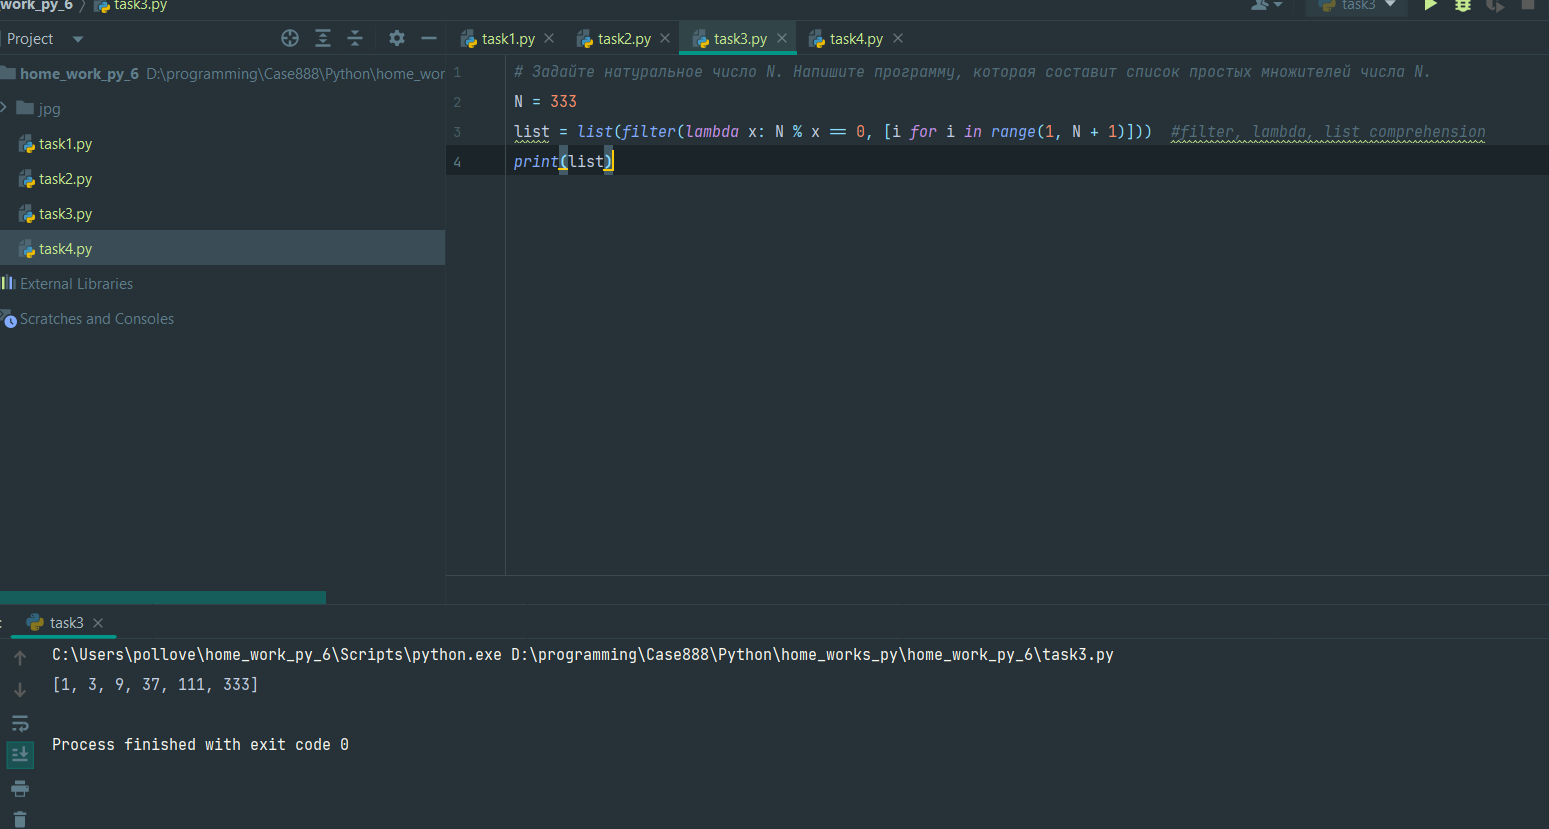 work_py_6 〉 task3.py
task3
Project
task1.py
task2.py
task3.py
task4.py
home_work_py_6 D:\programming\Case888\Python\home_wor
jpg
task1.py
task2.py
task3.py
task4.py
External Libraries
Scratches and Consoles
1 # Задайте натуральное число N. Напишите программу, которая составит список простых множителей числа N.
2 N = 333
3 list = list(filter(lambda x: N % x == 0, [i for i in range(1, N + 1)])) #filter, lambda, list comprehension
4 print(list)
: task3
C:\Users\pollove\home_work_py_6\Scripts\python.exe D:\programming\Case888\Python\home_works_py\home_work_py_6\task3.py
[1, 3, 9, 37, 111, 333]
Process finished with exit code 0